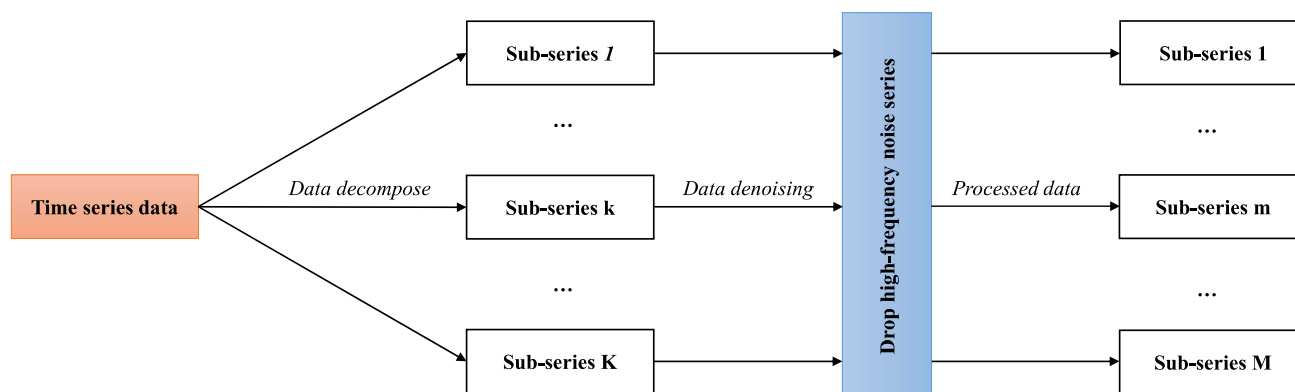 Time series data
Data decompose
Sub-series 1
...
Sub-series k
...
Sub-series K
Data denoising
Drop high-frequency noise series
Processed data
Sub-series 1
...
Sub-series m
...
Sub-series M